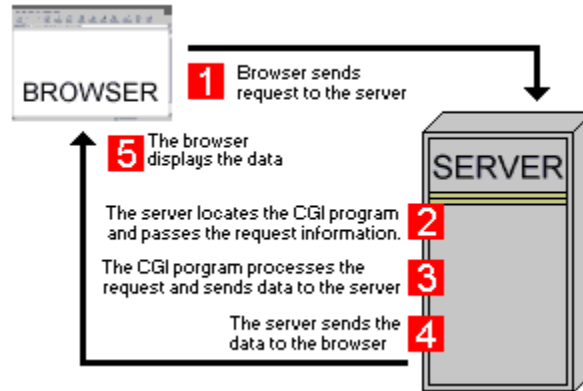 BROWSER
1 Browser sends
request to the server
5 The browser
displays the data
SERVER
The server locates the CGI program
and passes the request information. 2
The CGI porgram processes the
request and sends data to the server 3
The server sends the
data to the browser 4